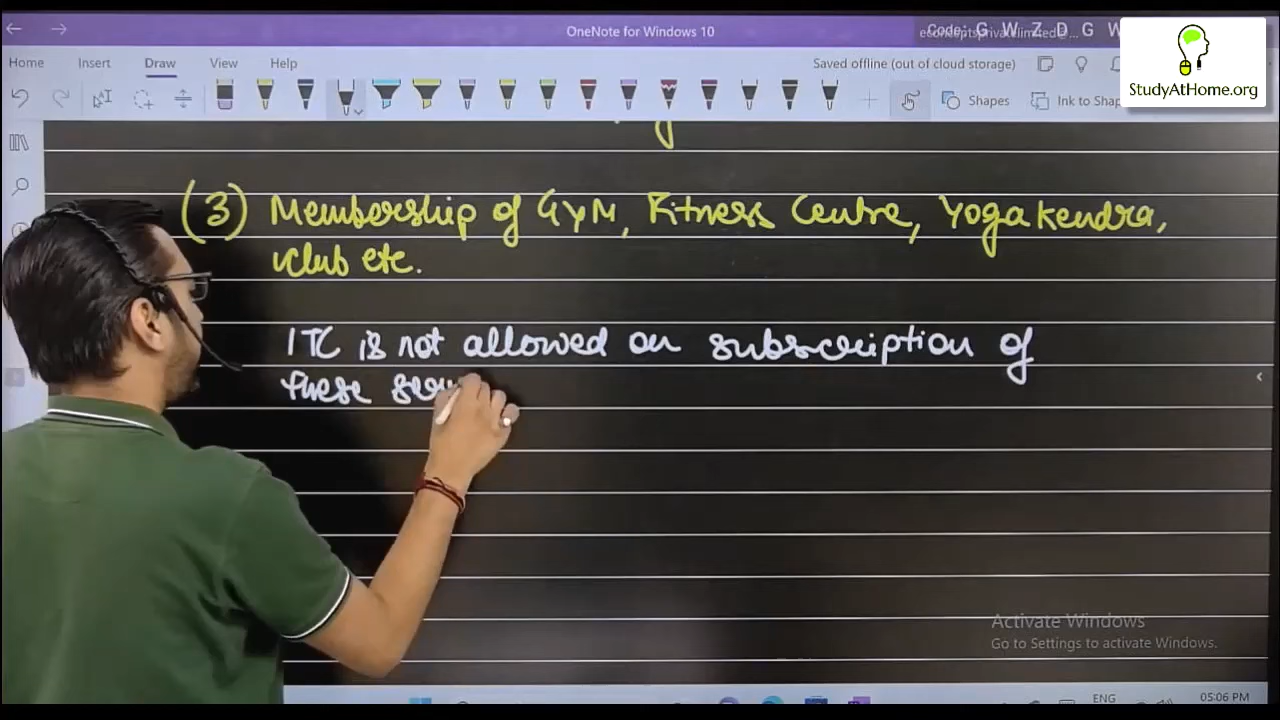 OneNote for Windows 10
Code: G W Z D G W
Home Insert Draw View Help
Saved offline (out of cloud storage)
Shapes
Ink to Shap
StudyAtHome.org
(3) Membership of GYM, Fitness Centre, Yoga Kendra,
club etc.
ITC is not allowed on subscription of
these
Activate Windows
Go to Settings to activate Windows.
ENG
05:06 PM